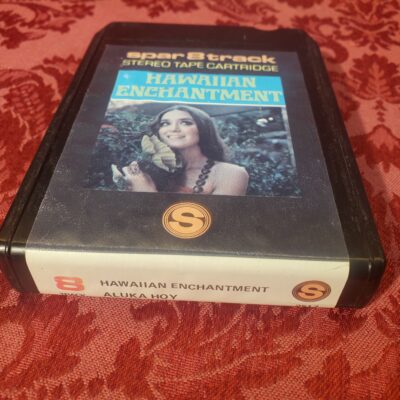 spar 8 track
STEREO TAPE CARTRIDGE
HAWAIIAN
ENCHANTMENT
S
8
HAWAIIAN ENCHANTMENT
ALUKA HOY
S